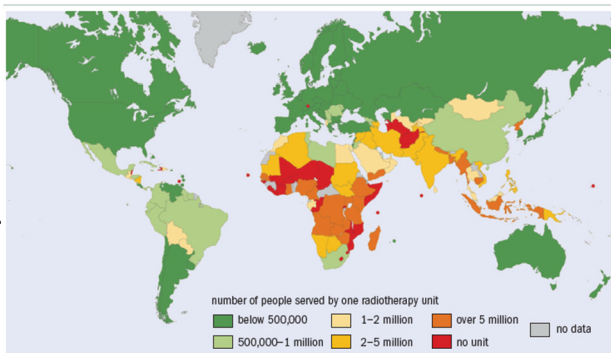 number of people served by one radiotherapy unit
below 500,000
1–2 million
over 5 million
no data
500,000–1 million
2–5 million
no unit